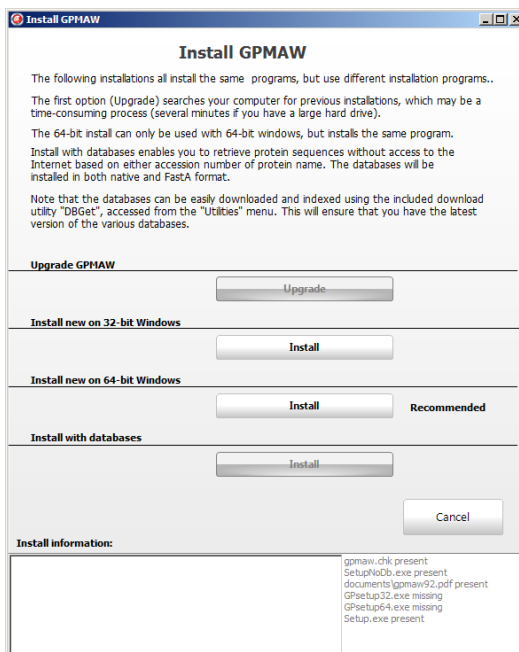 Install GPMAW
Install GPMAW
The following installations all install the same programs, but use different installation programs..
The first option (Upgrade) searches your computer for previous installations, which may be a
time-consuming process (several minutes if you have a large hard drive).
The 64-bit install can only be used with 64-bit windows, but installs the same program.
Install with databases enables you to retrieve protein sequences without access to the
Internet based on either accession number of protein name. The databases will be
installed in both native and FastA format.
Note that the databases can be easily downloaded and indexed using the included download
utility "DBGet", accessed from the "Utilities" menu. This will ensure that you have the latest
version of the various databases.
Upgrade GPMAW
Upgrade
Install new on 32-bit Windows
Install
Install new on 64-bit Windows
Install
Recommended
Install with databases
Install
Cancel
Install information:
gpmaw.chk present
SetupNoDb.exe present
documents\gpmaw92.pdf present
GPsetup32.exe missing
GPsetup64.exe missing
Setup.exe present